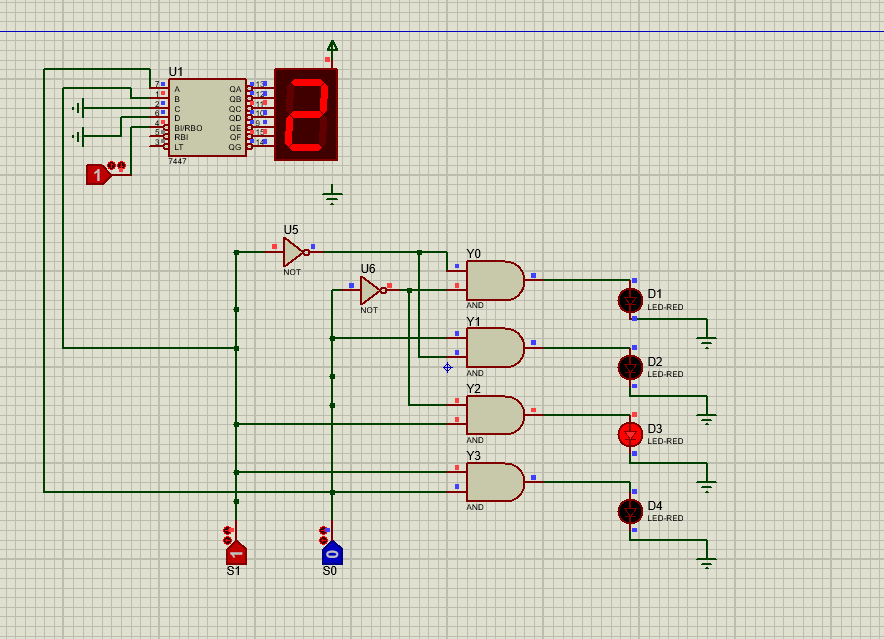 U1
7 A QA 13
1 B QB 12
2 C QC 11
6 D QD 10
4 BI/RBO QE 9
5 RBI QF 15
3 LT QG 14
7447
2
1
U5
NOT
U6
NOT
Y0
AND
D1
LED-RED
Y1
AND
D2
LED-RED
Y2
AND
D3
LED-RED
Y3
AND
D4
LED-RED
1
0
S1
S0